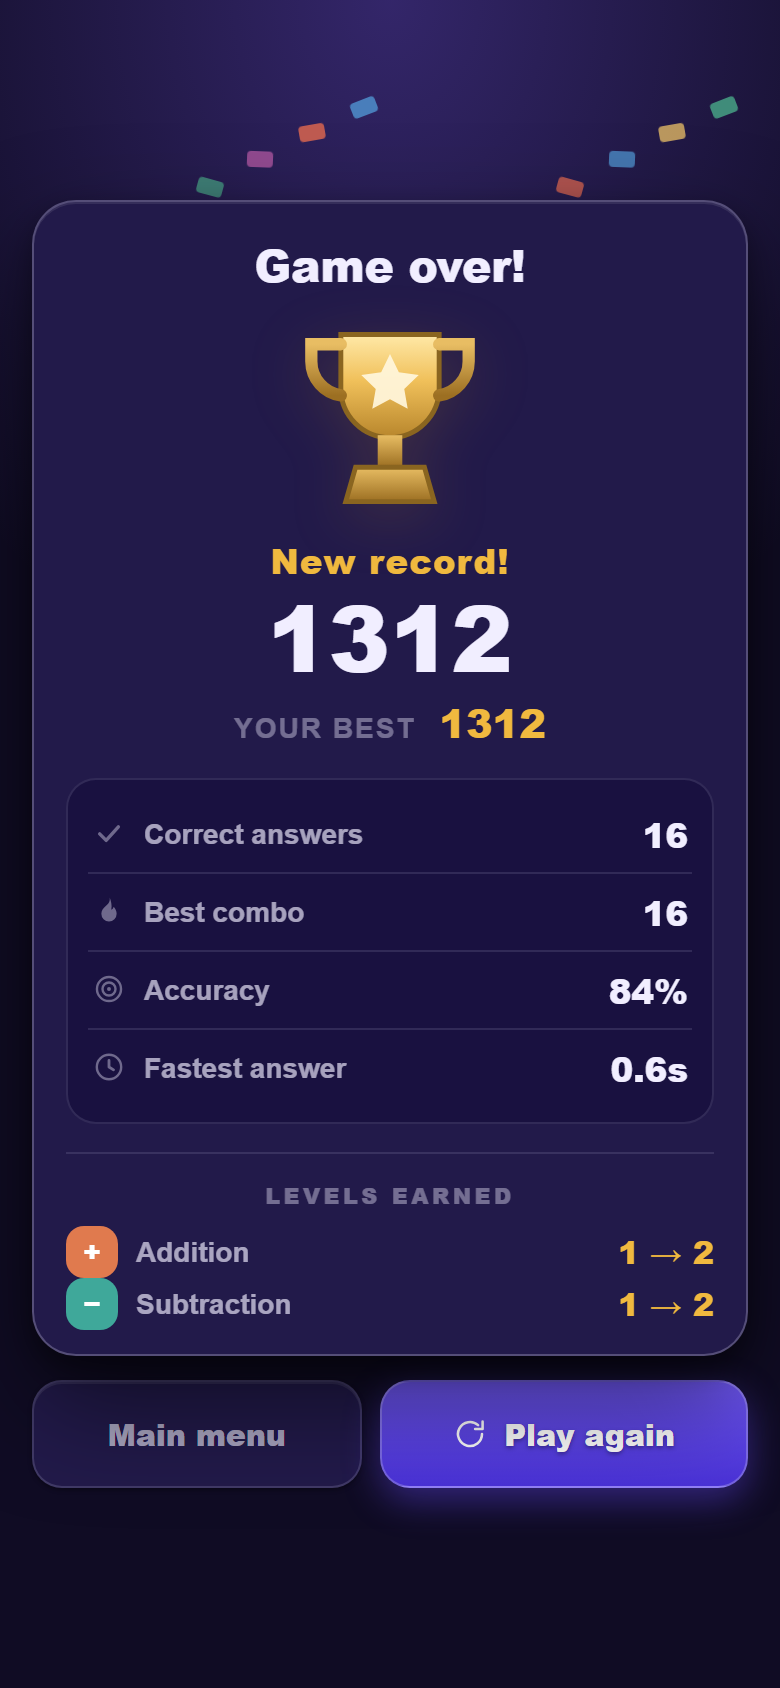 Game over!
New record!
1312
YOUR BEST 1312
Correct answers 16
Best combo 16
Accuracy 84%
Fastest answer 0.6s
LEVELS EARNED
+ Addition 1 → 2
− Subtraction 1 → 2
Main menu Play again